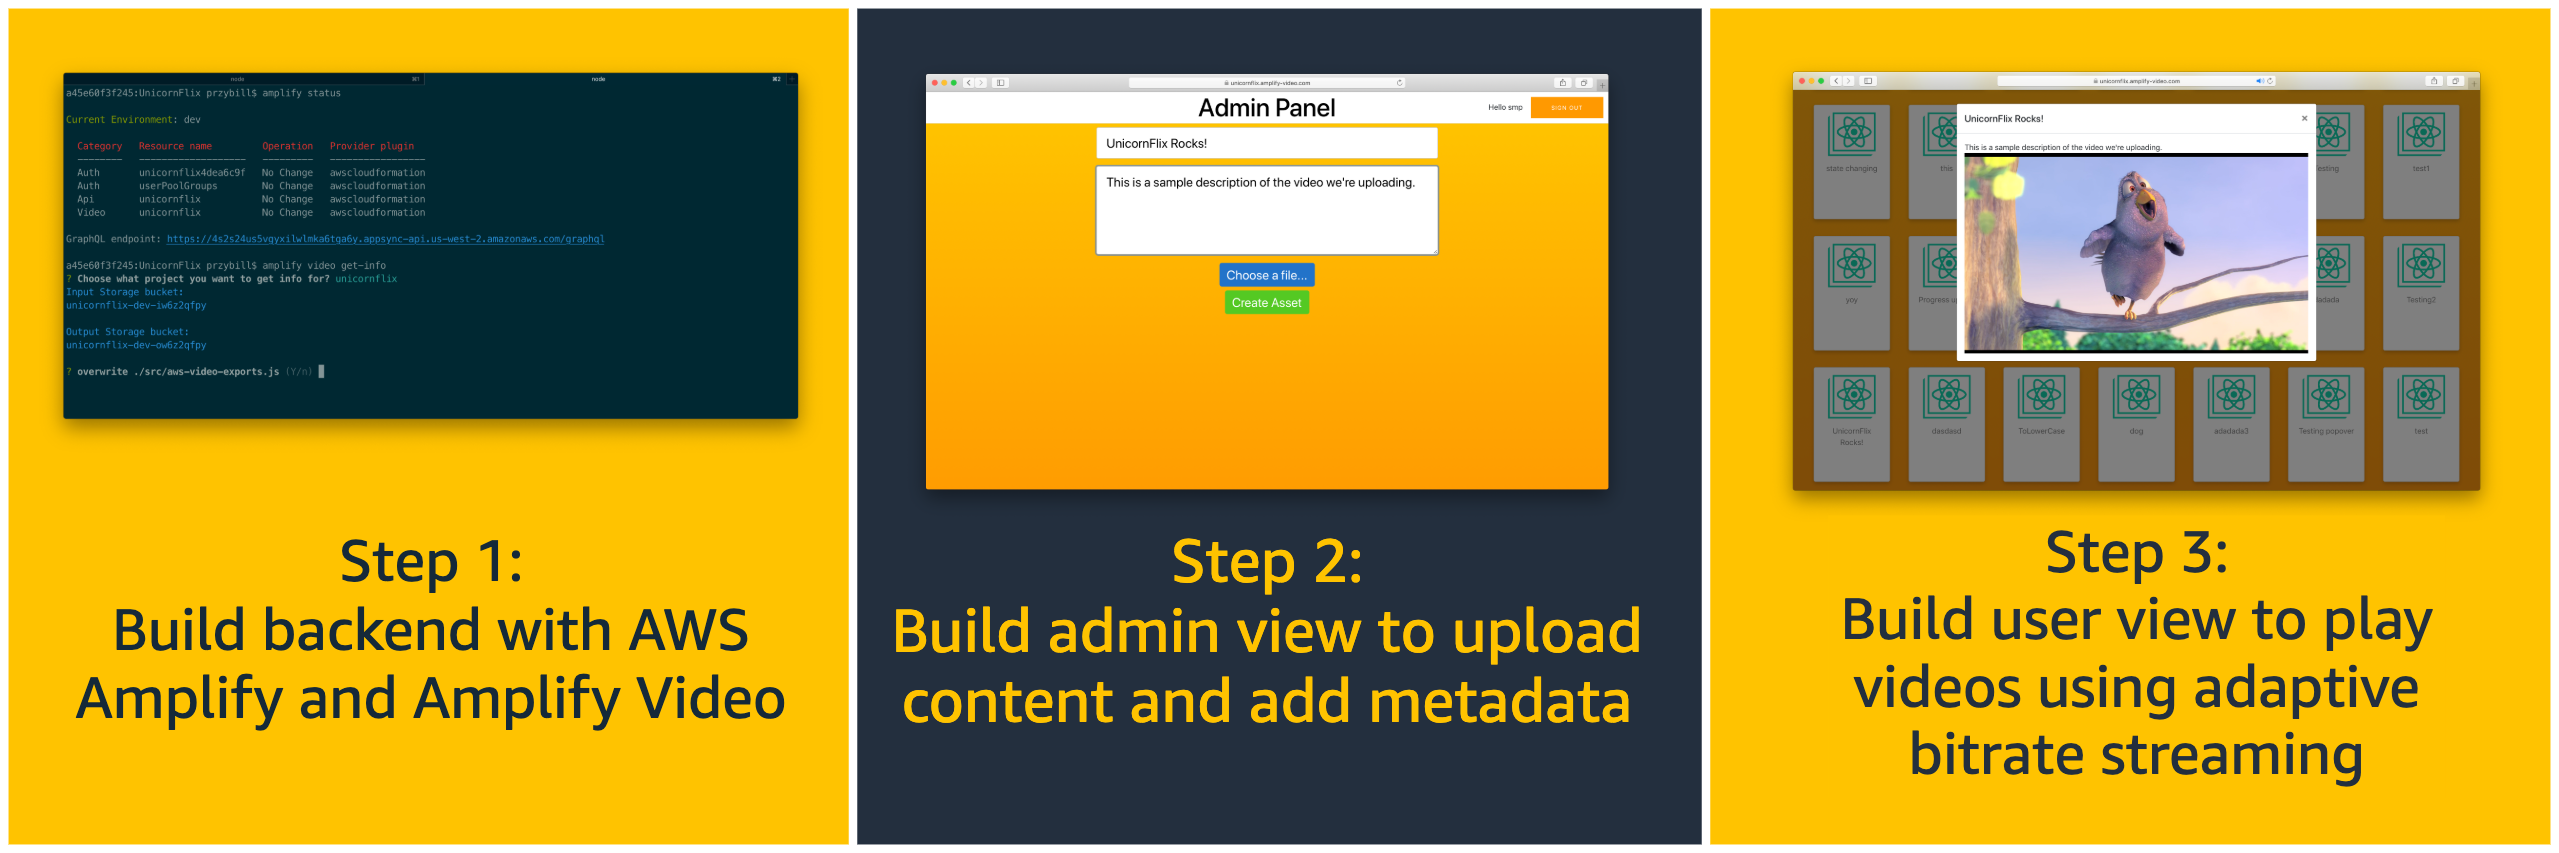 node ⌘1 node ⌘2
a45e60f3f245:UnicornFlix przybill$ amplify status
Current Environment: dev
Category Resource name Operation Provider plugin
Auth unicornflix4dea6c9f No Change awscloudformation
Auth userPoolGroups No Change awscloudformation
Api unicornflix No Change awscloudformation
Video unicornflix No Change awscloudformation
GraphQL endpoint: https://4s2s24us5vgyxilwlmka6tga6y.appsync-api.us-west-2.amazonaws.com/graphql
a45e60f3f245:UnicornFlix przybill$ amplify video get-info
? Choose what project you want to get info for? unicornflix
Input Storage bucket:
unicornflix-dev-iw6z2qfpy
Output Storage bucket:
unicornflix-dev-ow6z2qfpy
? overwrite ./src/aws-video-exports.js (Y/n)
Step 1:
Build backend with AWS
Amplify and Amplify Video
unicornflix.amplify-video.com
Admin Panel
Hello smp
SIGN OUT
UnicornFlix Rocks!
This is a sample description of the video we're uploading.
Choose a file...
Create Asset
Step 2:
Build admin view to upload
content and add metadata
unicornflix.amplify-video.com
UnicornFlix Rocks!
This is a sample description of the video we're uploading.
state changing this test1
yoy Testing2
UnicornFlix dasdasd ToLowerCase dog adadada3 Testing popover test
Rocks!
Step 3:
Build user view to play
videos using adaptive
bitrate streaming